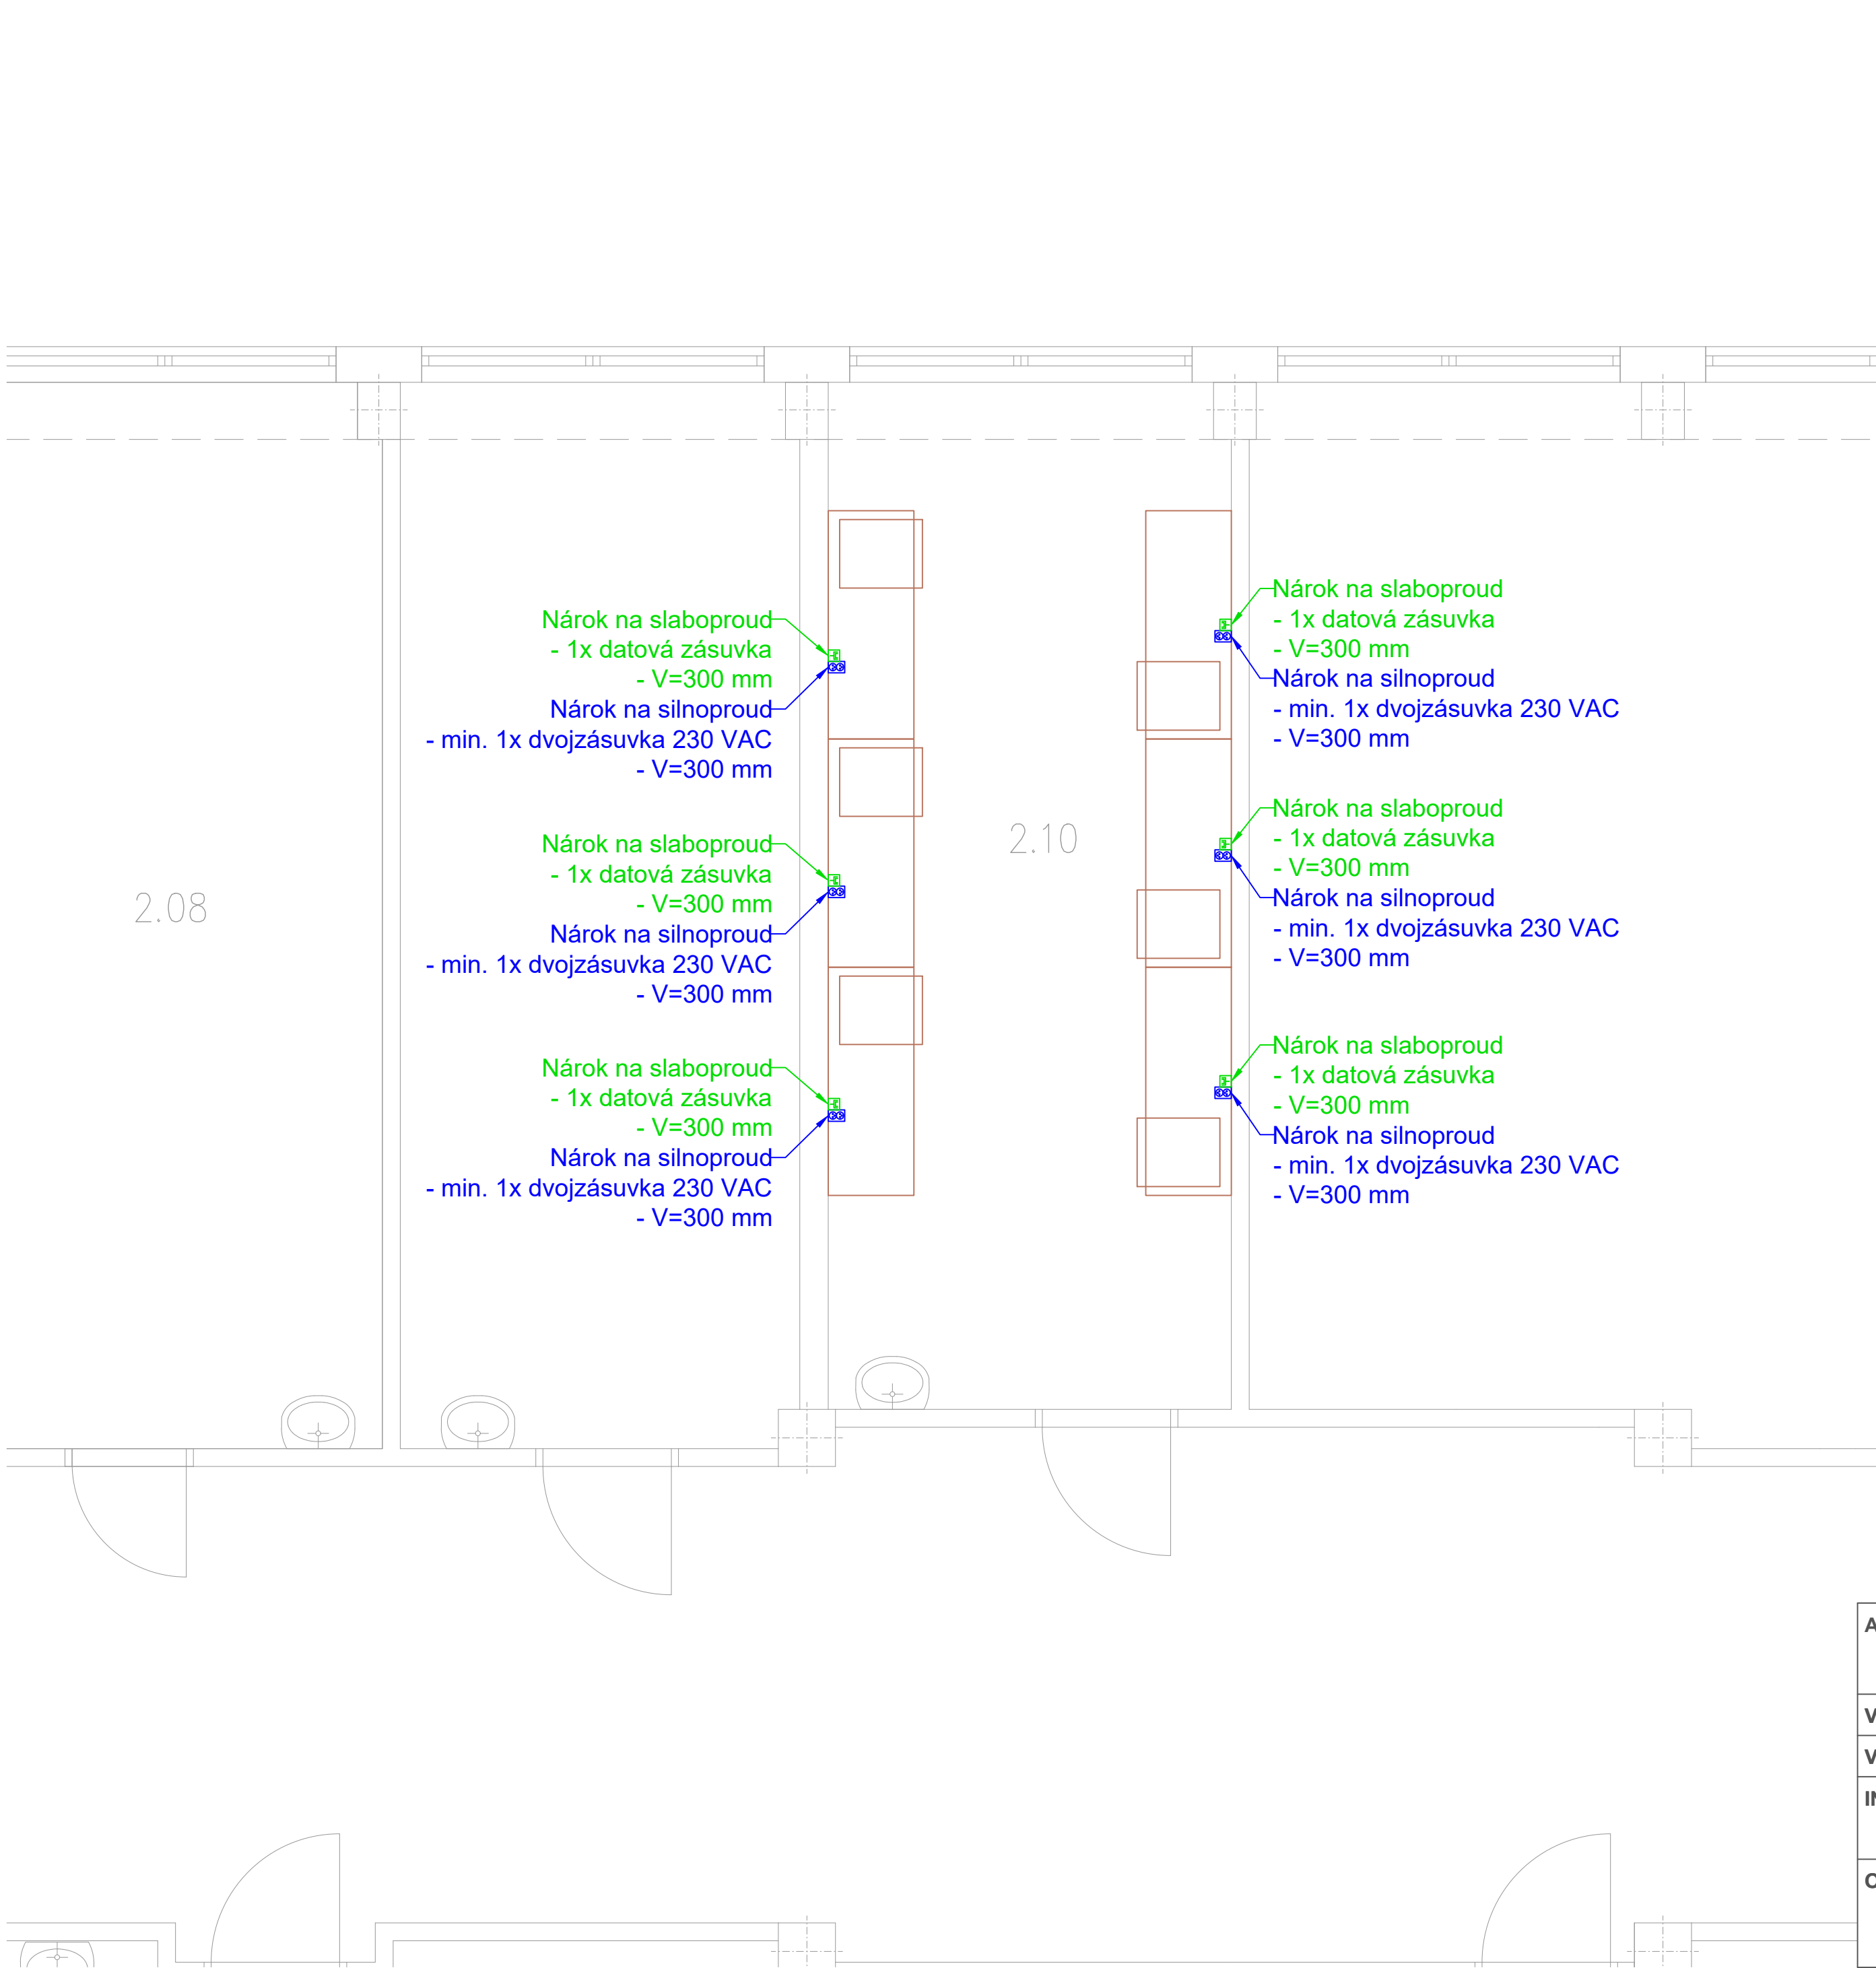 Nárok na slaboproud
- 1x datová zásuvka
- V=300 mm
Nárok na silnoproud
- min. 1x dvojzásuvka 230 VAC
- V=300 mm
Nárok na slaboproud
- 1x datová zásuvka
- V=300 mm
Nárok na silnoproud
- min. 1x dvojzásuvka 230 VAC
- V=300 mm
2.08
Nárok na slaboproud
- 1x datová zásuvka
- V=300 mm
Nárok na silnoproud
- min. 1x dvojzásuvka 230 VAC
- V=300 mm
2.10
Nárok na slaboproud
- 1x datová zásuvka
- V=300 mm
Nárok na silnoproud
- min. 1x dvojzásuvka 230 VAC
- V=300 mm
Nárok na slaboproud
- 1x datová zásuvka
- V=300 mm
Nárok na silnoproud
- min. 1x dvojzásuvka 230 VAC
- V=300 mm
Nárok na slaboproud
- 1x datová zásuvka
- V=300 mm
Nárok na silnoproud
- min. 1x dvojzásuvka 230 VAC
- V=300 mm